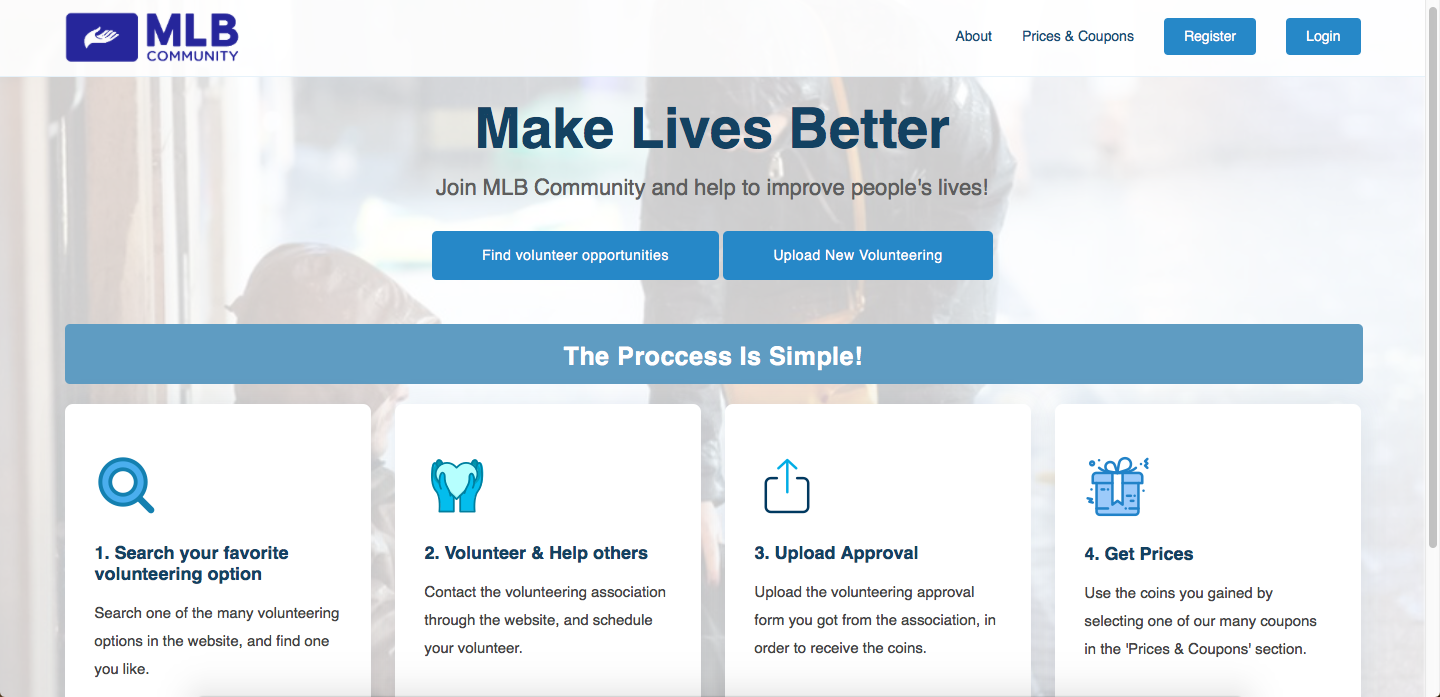 MLB
COMMUNITY
About Prices & Coupons Register Login
Make Lives Better
Join MLB Community and help to improve people's lives!
Find volunteer opportunities Upload New Volunteering
The Proccess Is Simple!
1. Search your favorite
volunteering option
Search one of the many volunteering
options in the website, and find one
you like.
2. Volunteer & Help others
Contact the volunteering association
through the website, and schedule
your volunteer.
3. Upload Approval
Upload the volunteering approval
form you got from the association, in
order to receive the coins.
4. Get Prices
Use the coins you gained by
selecting one of our many coupons
in the 'Prices & Coupons' section.